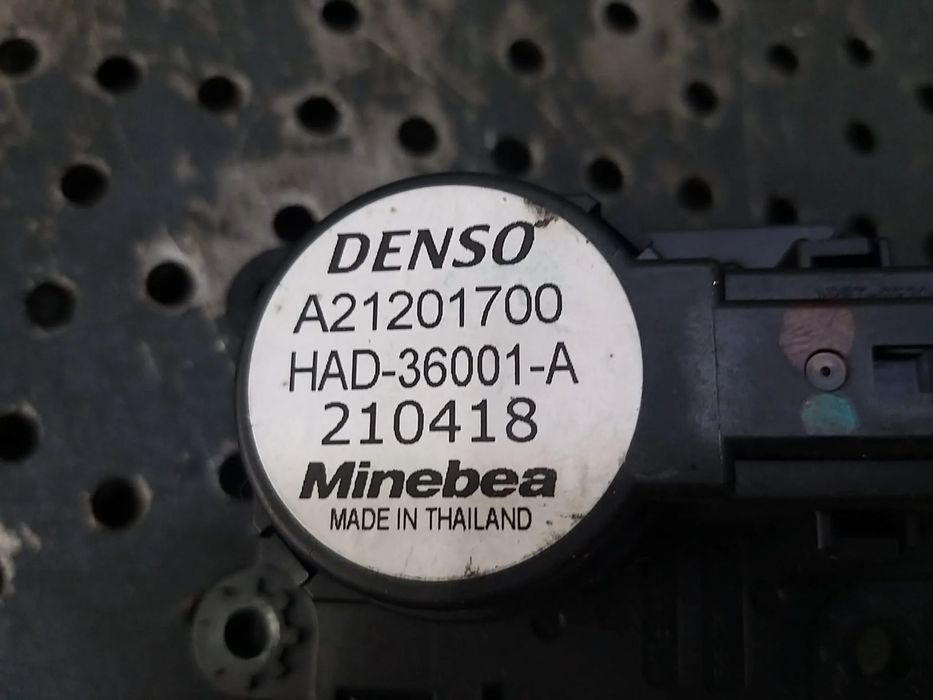 DENSO
A21201700
HAD-36001-A
210418
Minebea
MADE IN THAILAND